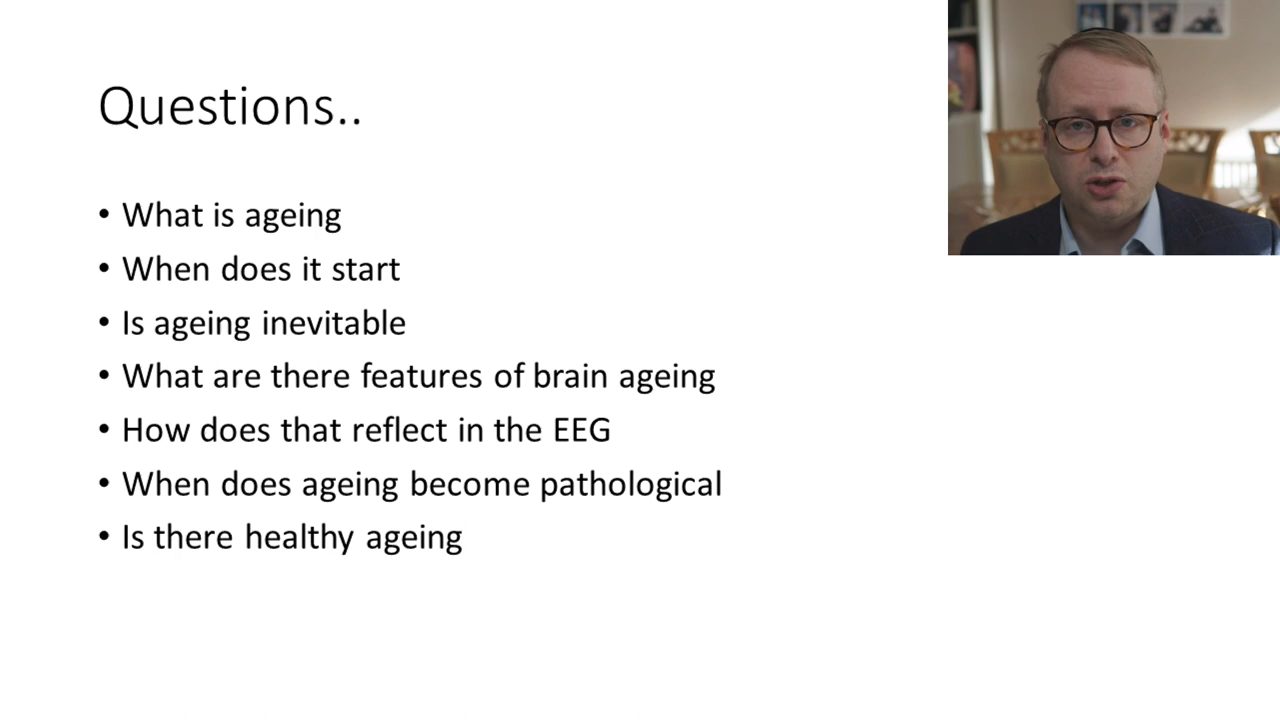 Questions..
• What is ageing
• When does it start
• Is ageing inevitable
• What are there features of brain ageing
• How does that reflect in the EEG
• When does ageing become pathological
• Is there healthy ageing